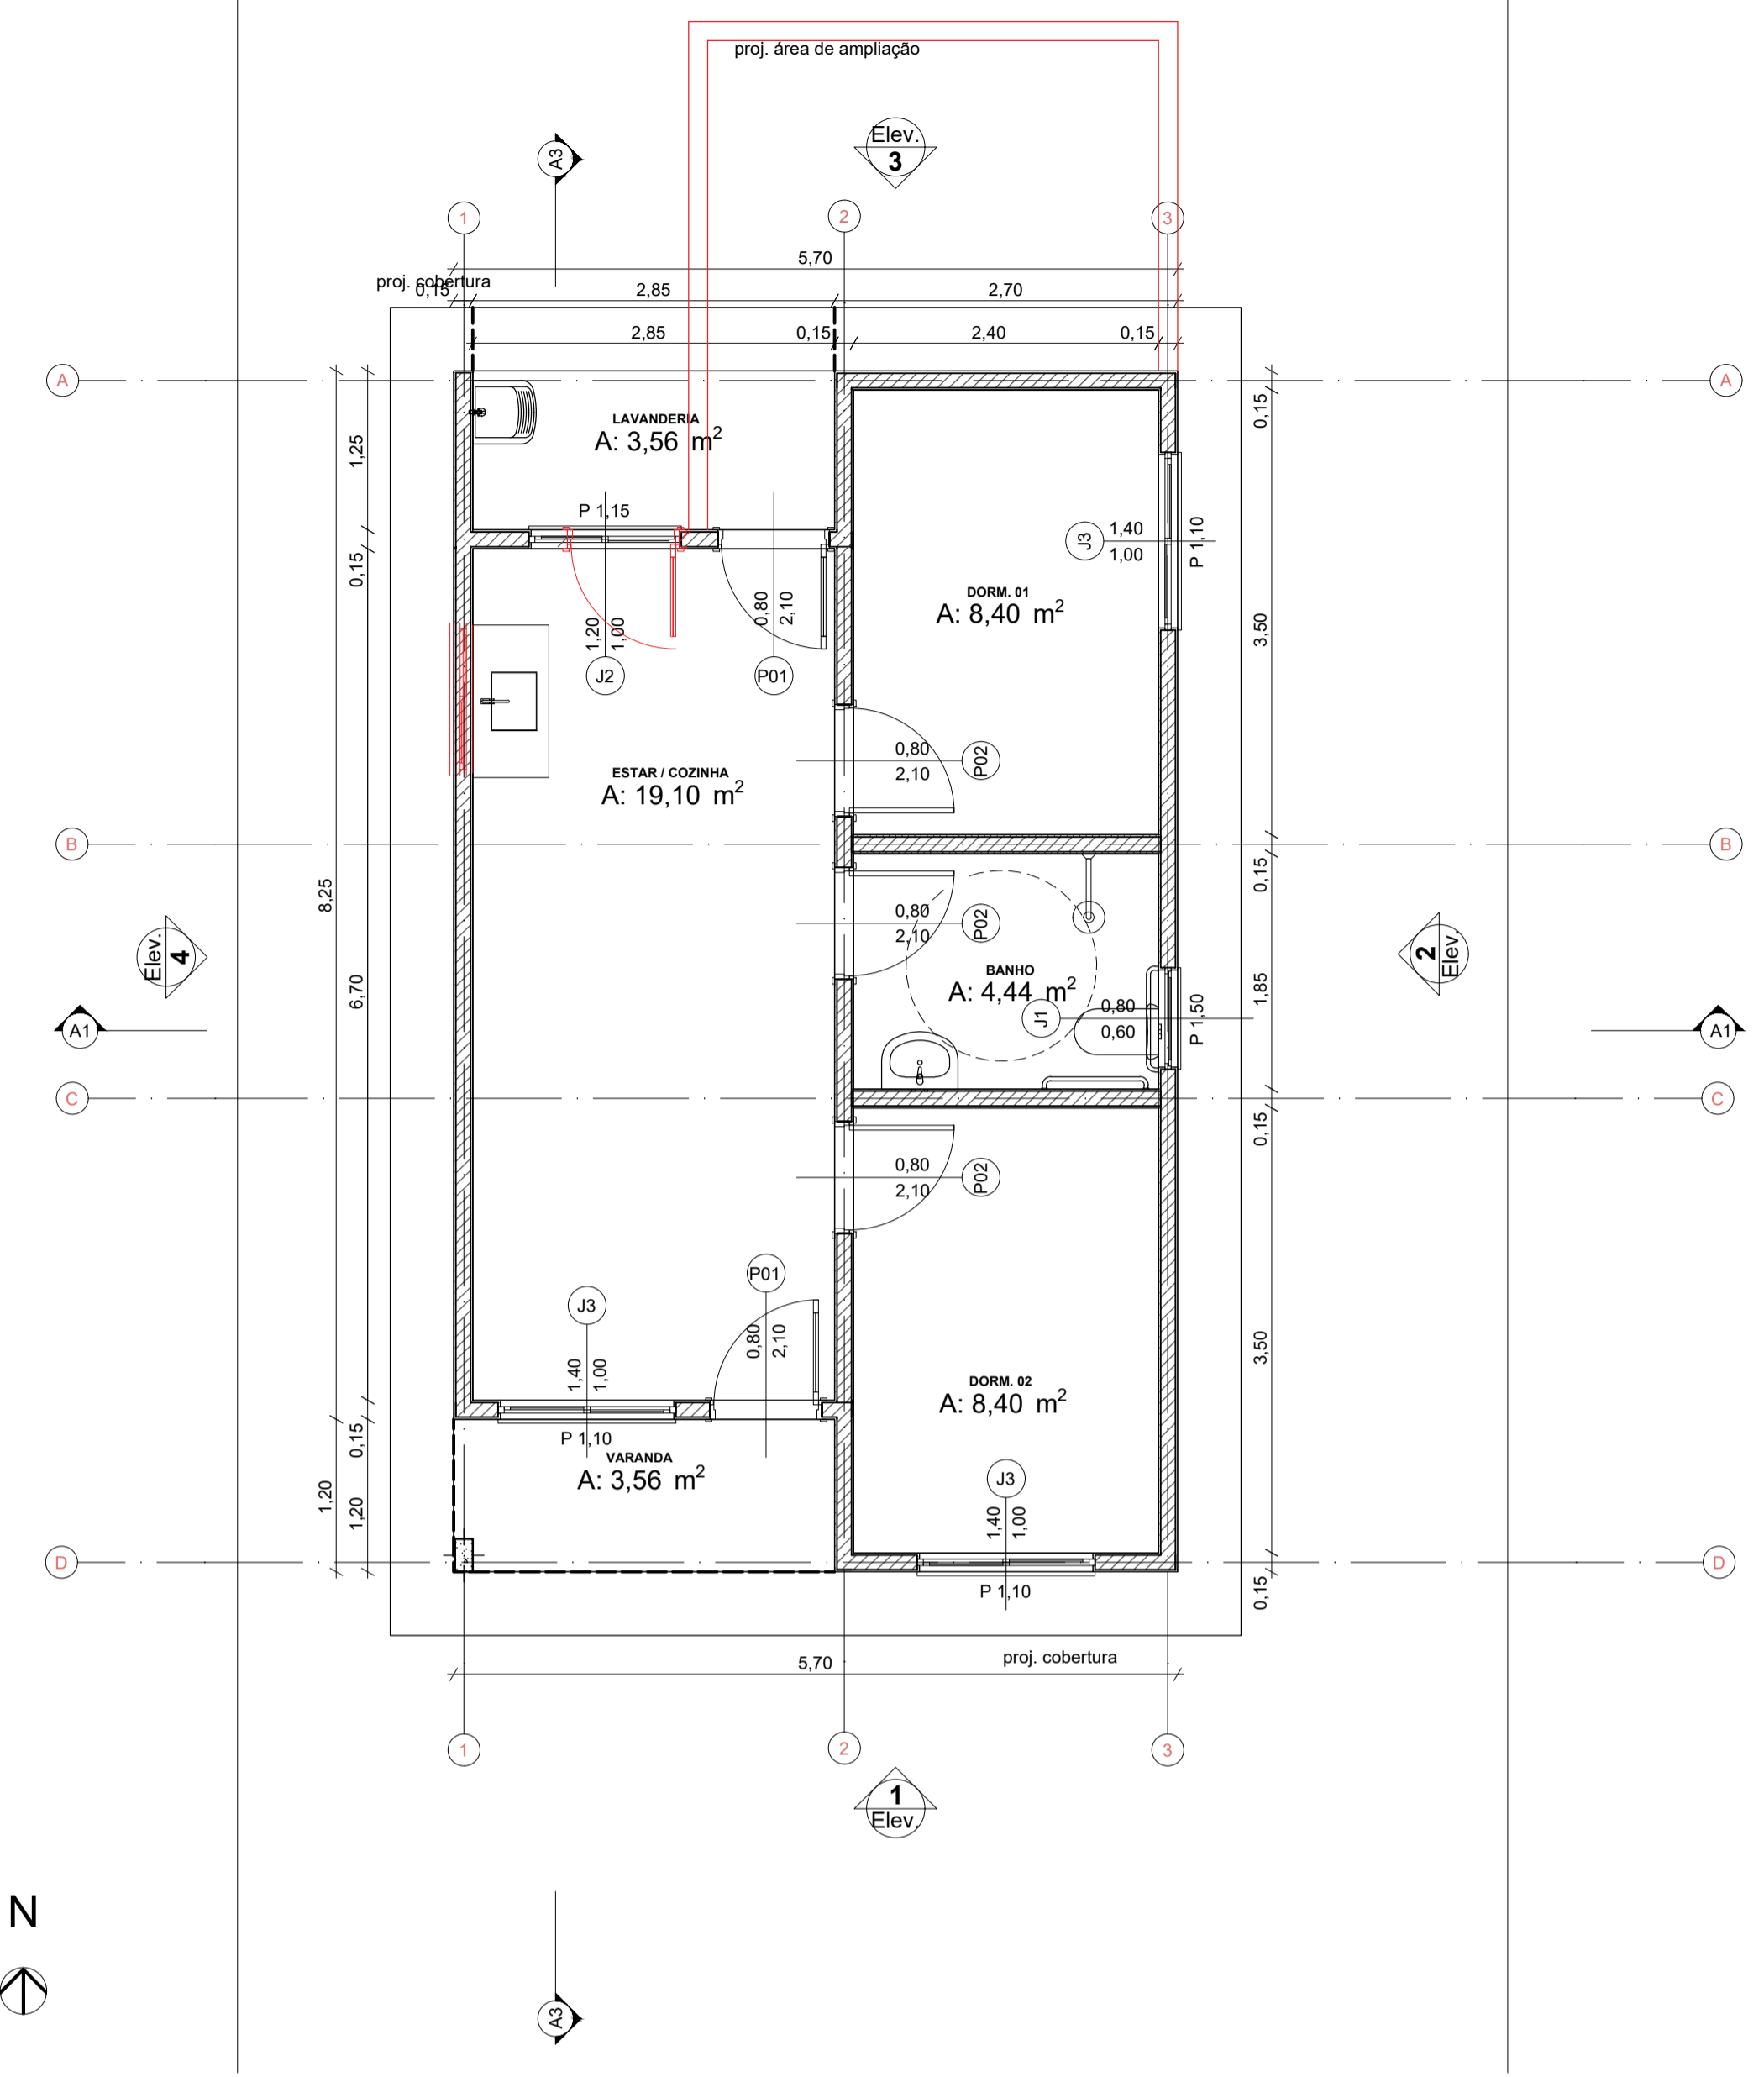 proj. área de ampliação
Elev.
3
A3
1
2
3
5,70
proj. cobertura
0,15
2,85
2,70
2,85
0,15
2,40
0,15
A
A
0,15
1,25
LAVANDERIA
A: 3,56 m²
P 1,15
J3
1,40
1,00
P 1,10
0,15
DORM. 01
A: 8,40 m²
0,80
2,10
1,20
1,00
3,50
J2
P01
0,80
2,10
P02
ESTAR / COZINHA
A: 19,10 m²
B
B
8,25
0,15
0,80
2,10
P02
Elev.
4
2
Elev.
BANHO
A: 4,44 m²
6,70
J1
0,80
0,60
P 1,50
1,85
A1
A1
C
C
0,15
0,80
2,10
P02
P01
J3
0,80
2,10
1,40
1,00
3,50
DORM. 02
A: 8,40 m²
P 1,10
0,15
VARANDA
A: 3,56 m²
J3
1,20
1,20
1,40
1,00
D
D
P 1,10
0,15
5,70
proj. cobertura
1
2
3
1
Elev.
N
A3